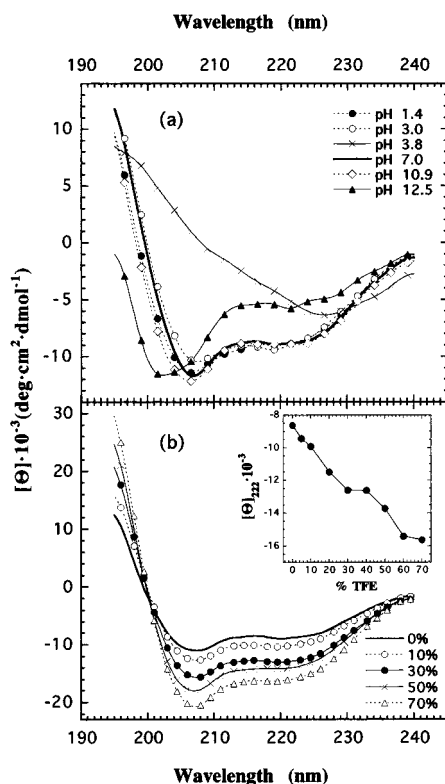 Wavelength (nm)
190 200 210 220 230 240
(a)
pH 1.4
pH 3.0
pH 3.8
pH 7.0
pH 10.9
pH 12.5
10
5
0
-5
-10
[Θ]·10⁻³(deg·cm²·dmol⁻¹)
(b)
30
20
10
0
-10
-20
-8
-10
-12
-14
-16
[Θ]₂₂₂·10⁻³
0 10 20 30 40 50 60 70
% TFE
0%
10%
30%
50%
70%
190 200 210 220 230 240
Wavelength (nm)